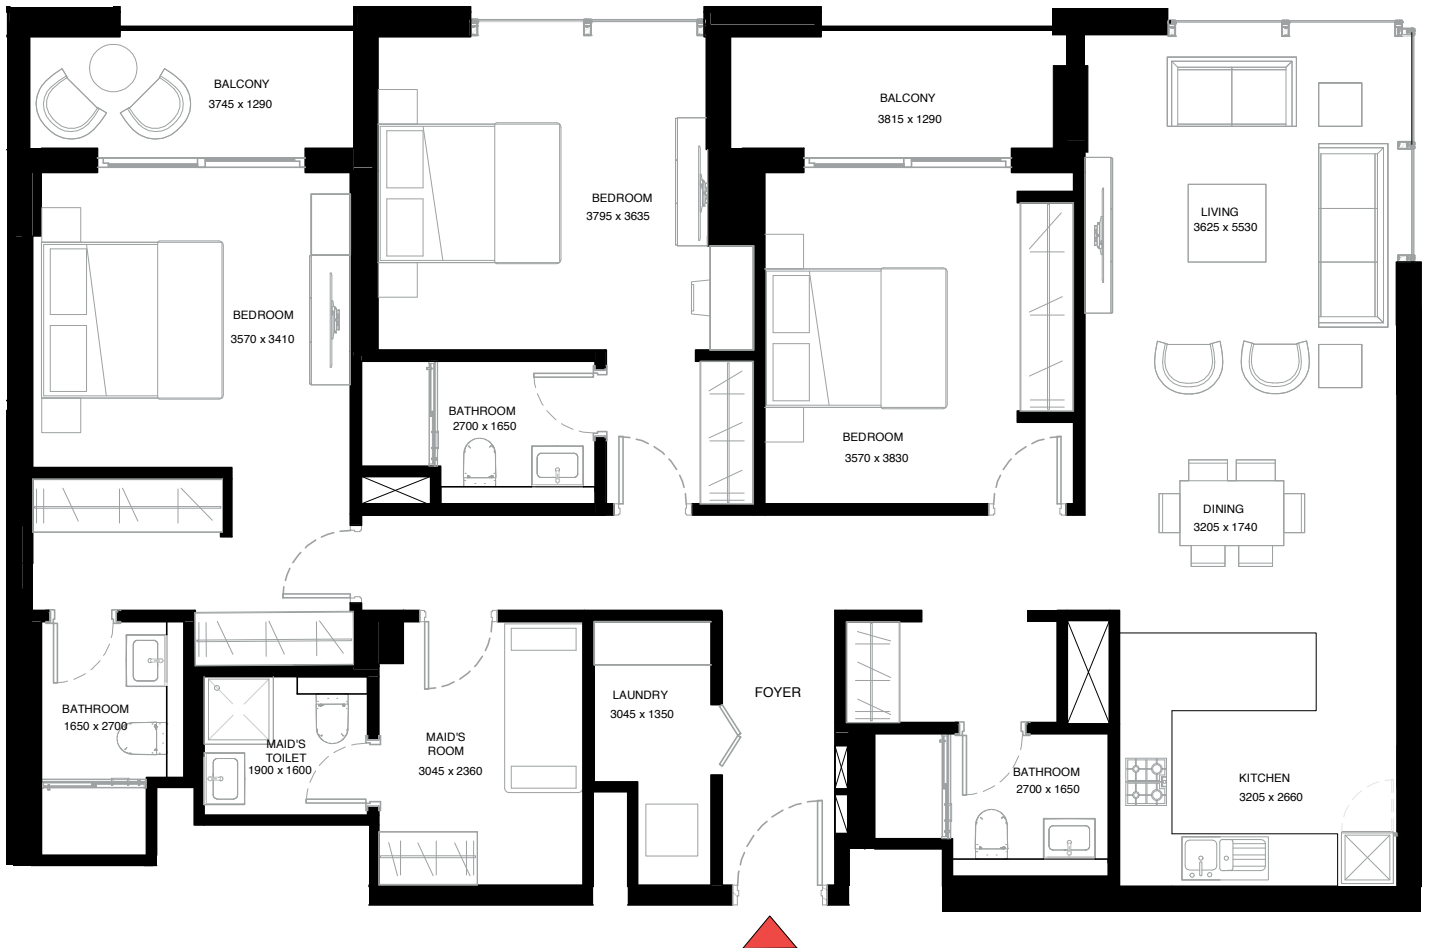 BALCONY
3745 x 1290
BALCONY
3815 x 1290
BEDROOM
3795 x 3635
LIVING
3625 x 5530
BEDROOM
3570 x 3410
BATHROOM
2700 x 1650
BEDROOM
3570 x 3830
DINING
3205 x 1740
BATHROOM
1650 x 2700
MAID'S
TOILET
1900 x 1600
MAID'S
ROOM
3045 x 2360
LAUNDRY
3045 x 1350
FOYER
BATHROOM
2700 x 1650
KITCHEN
3205 x 2660